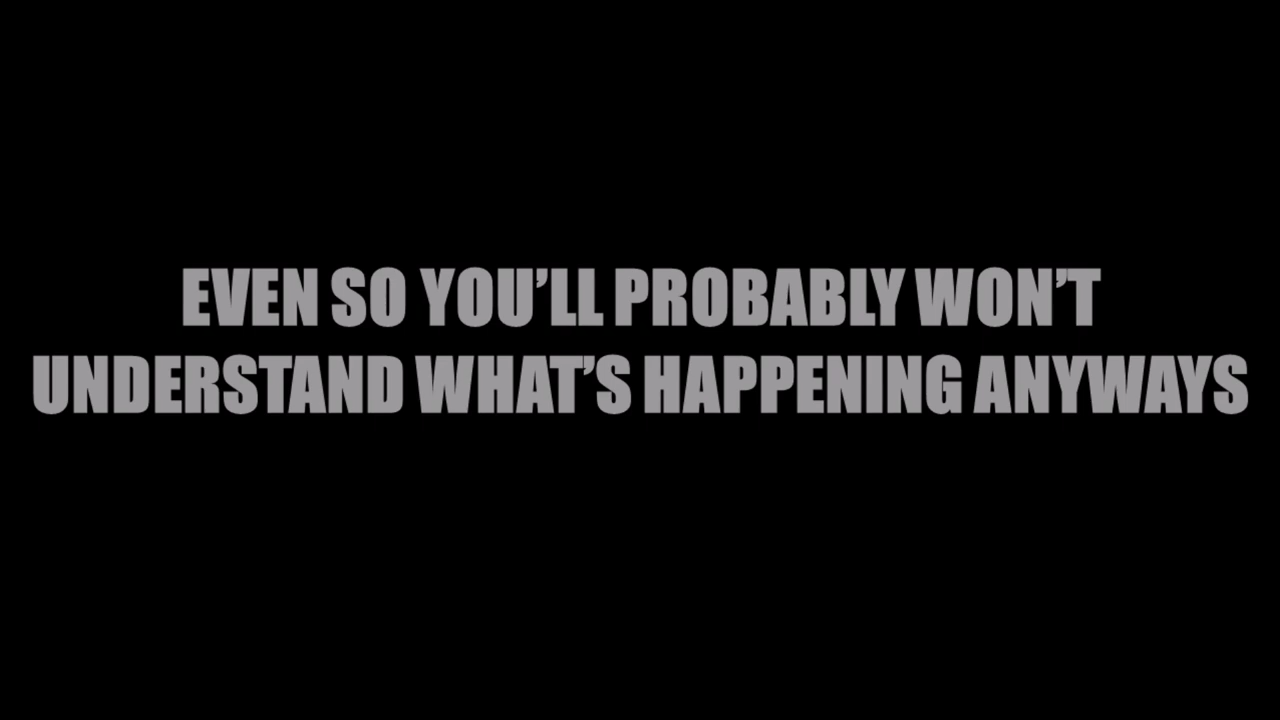 EVEN SO YOU’LL PROBABLY WON’T
UNDERSTAND WHAT’S HAPPENING ANYWAYS